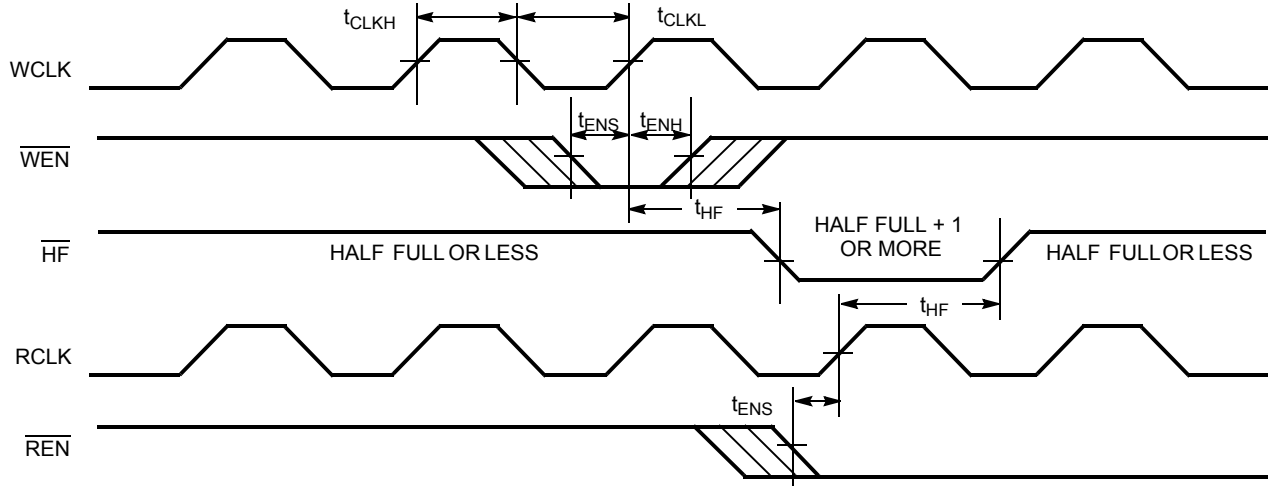 tCLKH
tCLKL
WCLK
tENS
tENH
WEN
tHF
HF
HALF FULL OR LESS
HALF FULL + 1
OR MORE
HALF FULL OR LESS
tHF
RCLK
tENS
REN